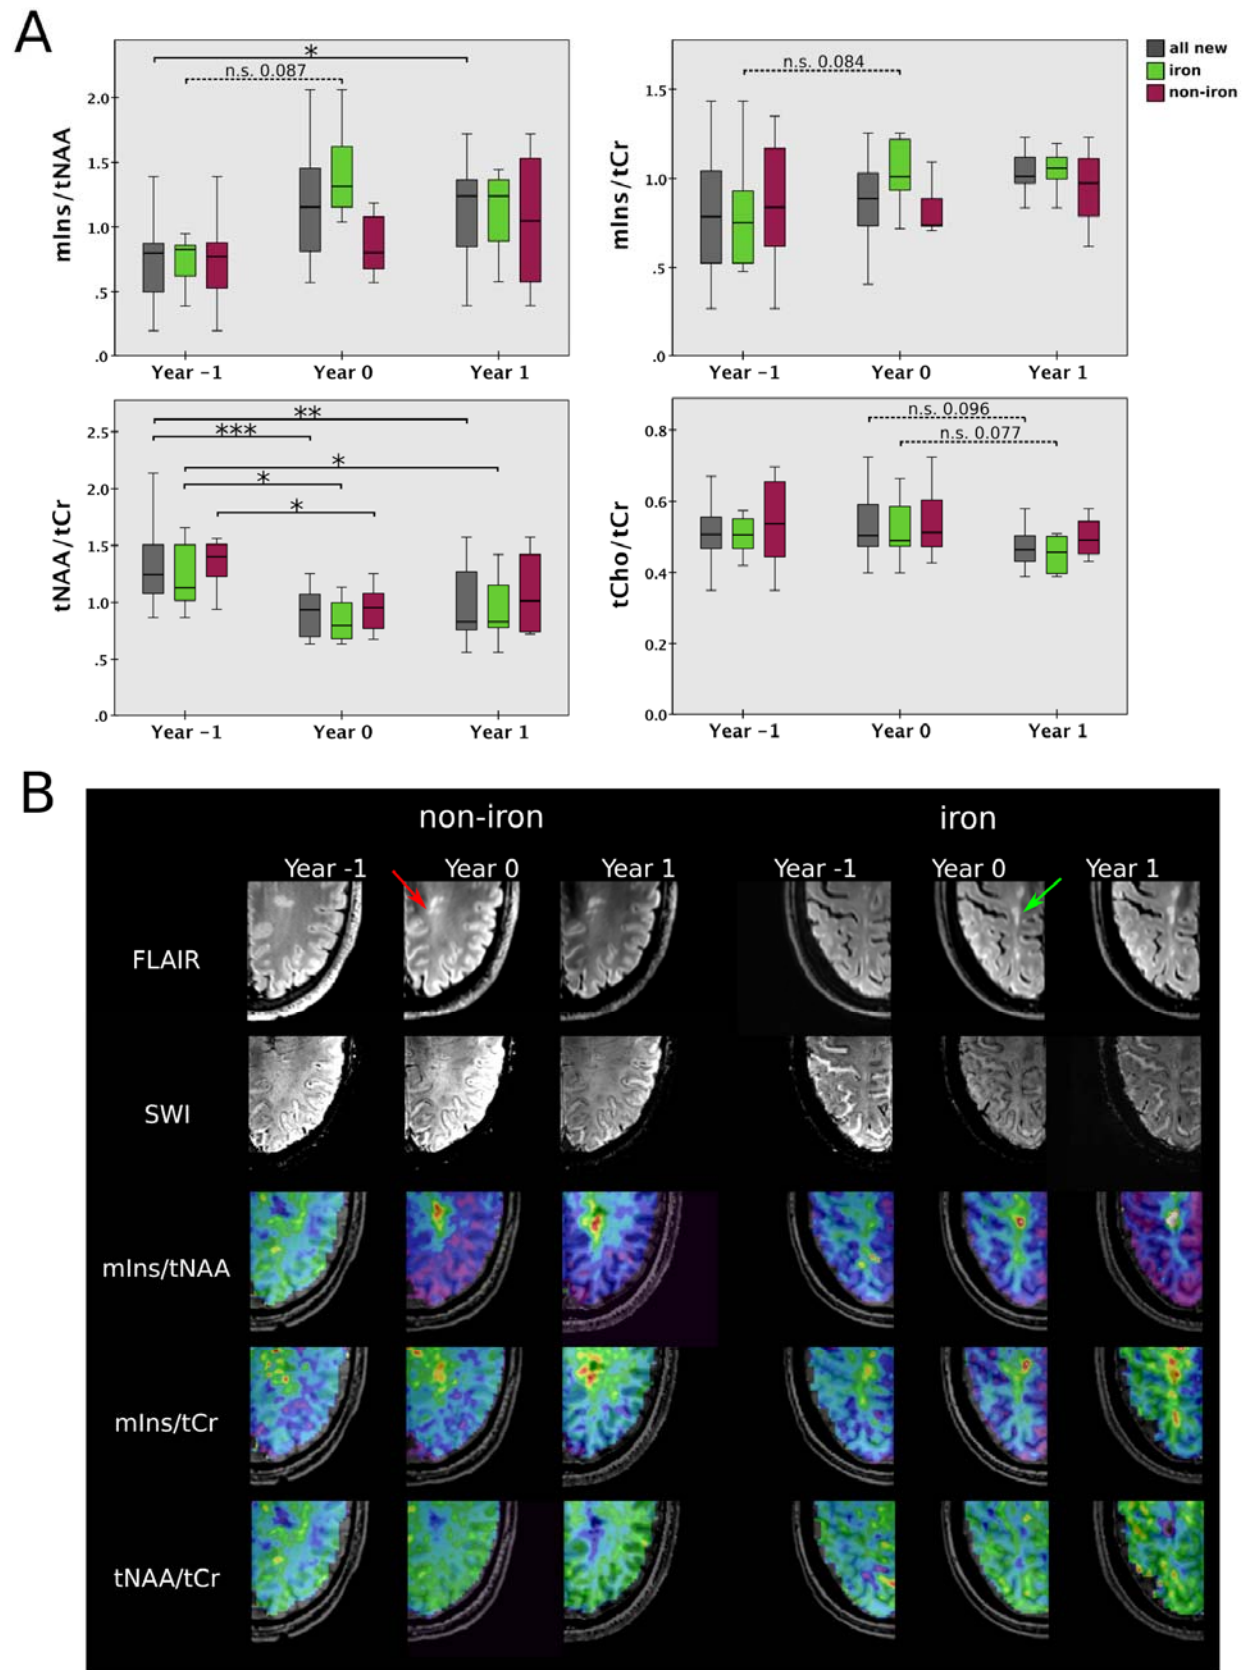 A
mIns/tNAA
2.0
1.5
1.0
.5
.0
*
n.s. 0.087
Year -1 Year 0 Year 1
mIns/tCr
1.5
1.0
.5
.0
n.s. 0.084
Year -1 Year 0 Year 1
all new
iron
non-iron
tNAA/tCr
2.5
2.0
1.5
1.0
.5
.0
**
***
*
*
*
Year -1 Year 0 Year 1
tCho/tCr
0.8
0.6
0.4
0.2
0.0
n.s. 0.096
n.s. 0.077
Year -1 Year 0 Year 1
B
non-iron iron
Year -1 Year 0 Year 1 Year -1 Year 0 Year 1
FLAIR
SWI
mIns/tNAA
mIns/tCr
tNAA/tCr